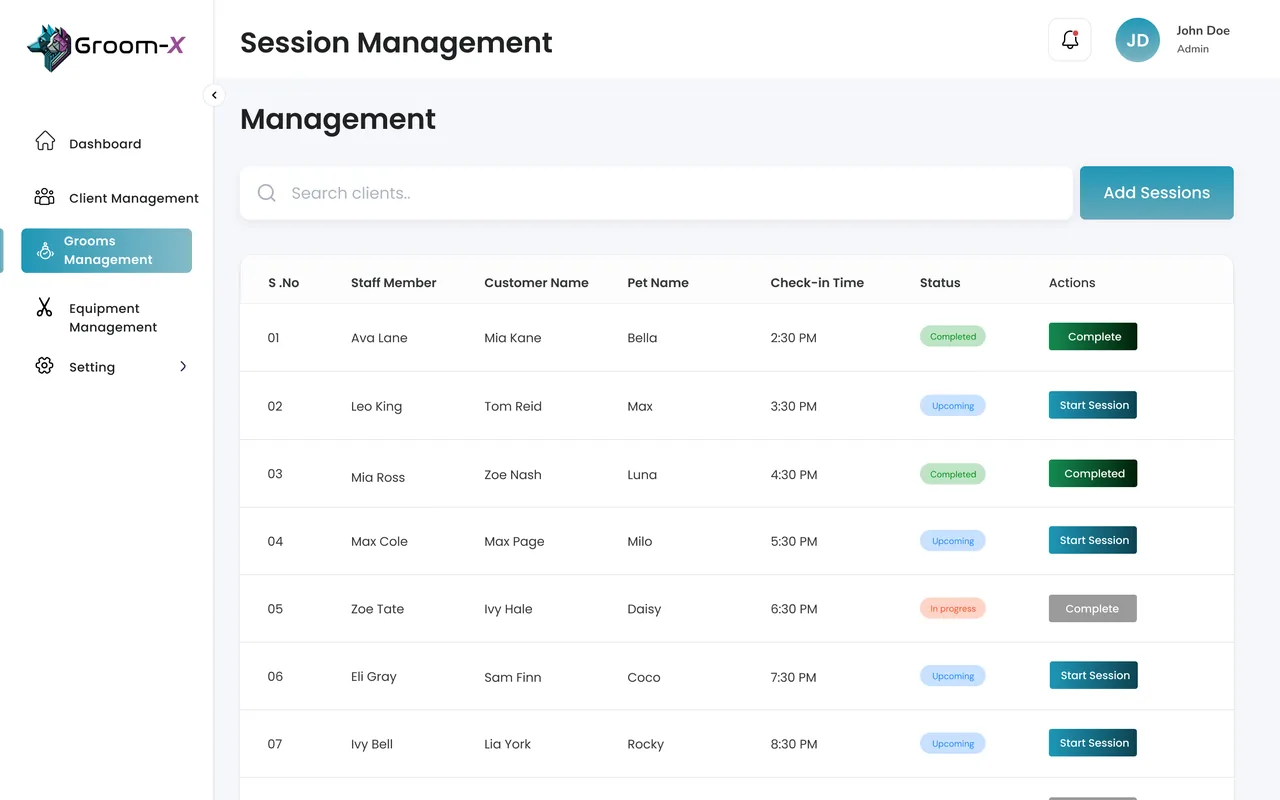 Groom-X
Session Management
JD
John Doe
Admin
Dashboard
Client Management
Grooms
Management
Equipment
Management
Setting
Management
Search clients..
Add Sessions
S .No Staff Member Customer Name Pet Name Check-in Time Status Actions
01 Ava Lane Mia Kane Bella 2:30 PM Completed Complete
02 Leo King Tom Reid Max 3:30 PM Upcoming Start Session
03 Mia Ross Zoe Nash Luna 4:30 PM Completed Completed
04 Max Cole Max Page Milo 5:30 PM Upcoming Start Session
05 Zoe Tate Ivy Hale Daisy 6:30 PM In progress Complete
06 Eli Gray Sam Finn Coco 7:30 PM Upcoming Start Session
07 Ivy Bell Lia York Rocky 8:30 PM Upcoming Start Session